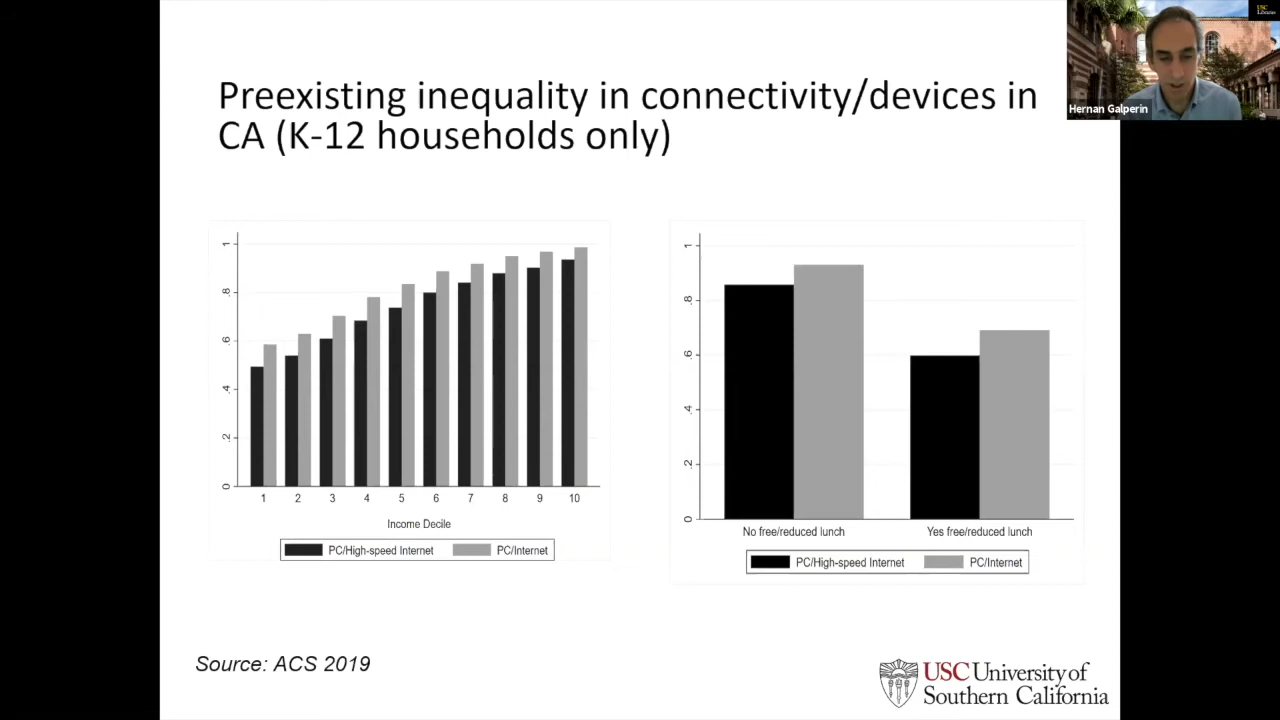 Preexisting inequality in connectivity/devices in
CA (K-12 households only)
USC
Libraries
Hernan Galperin
1
.8
.6
.4
.2
0
1 2 3 4 5 6 7 8 9 10
Income Decile
PC/High-speed Internet PC/Internet
1
.8
.6
.4
.2
0
No free/reduced lunch Yes free/reduced lunch
PC/High-speed Internet PC/Internet
Source: ACS 2019
USC University of
Southern California